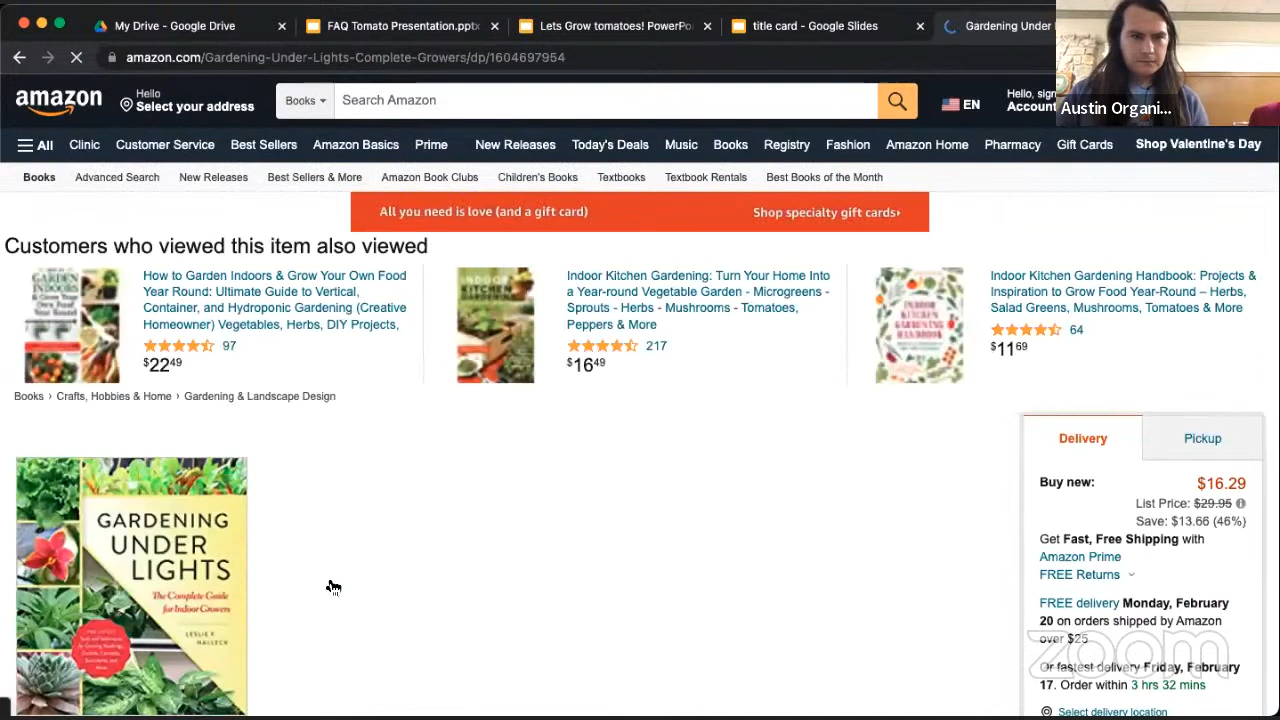 My Drive - Google Drive
FAQ Tomato Presentation.pptx
Lets Grow tomatoes! PowerPo
title card - Google Slides
Gardening Under
amazon.com/Gardening-Under-Lights-Complete-Growers/dp/1604697954
Austin Organi...
amazon
Hello
Select your address
Books
Search Amazon
EN
Hello, sign
Account
All
Clinic
Customer Service
Best Sellers
Amazon Basics
Prime
New Releases
Today's Deals
Music
Books
Registry
Fashion
Amazon Home
Pharmacy
Gift Cards
Shop Valentine's Day
Books
Advanced Search
New Releases
Best Sellers & More
Amazon Book Clubs
Children's Books
Textbooks
Textbook Rentals
Best Books of the Month
All you need is love (and a gift card)
Shop specialty gift cards›
Customers who viewed this item also viewed
How to Garden Indoors & Grow Your Own Food
Year Round: Ultimate Guide to Vertical,
Container, and Hydroponic Gardening (Creative
Homeowner) Vegetables, Herbs, DIY Projects,
97
$2249
Indoor Kitchen Gardening: Turn Your Home Into
a Year-round Vegetable Garden - Microgreens -
Sprouts - Herbs - Mushrooms - Tomatoes,
Peppers & More
217
$1649
INDOOR
KITCHEN
GARDENING
HANDBOOK
Indoor Kitchen Gardening Handbook: Projects &
Inspiration to Grow Food Year-Round – Herbs,
Salad Greens, Mushrooms, Tomatoes & More
64
$1169
Books › Crafts, Hobbies & Home › Gardening & Landscape Design
GARDENING
UNDER
LIGHTS
The Complete Guide
for Indoor Growers
LESLIE F.
HALLECK
Delivery
Pickup
Buy new:
$16.29
List Price: $29.95
Save: $13.66 (46%)
Get Fast, Free Shipping with
Amazon Prime
FREE Returns
FREE delivery Monday, February
20 on orders shipped by Amazon
over $25
Or fastest delivery Friday, February
17. Order within 3 hrs 32 mins
Select delivery location
zoom